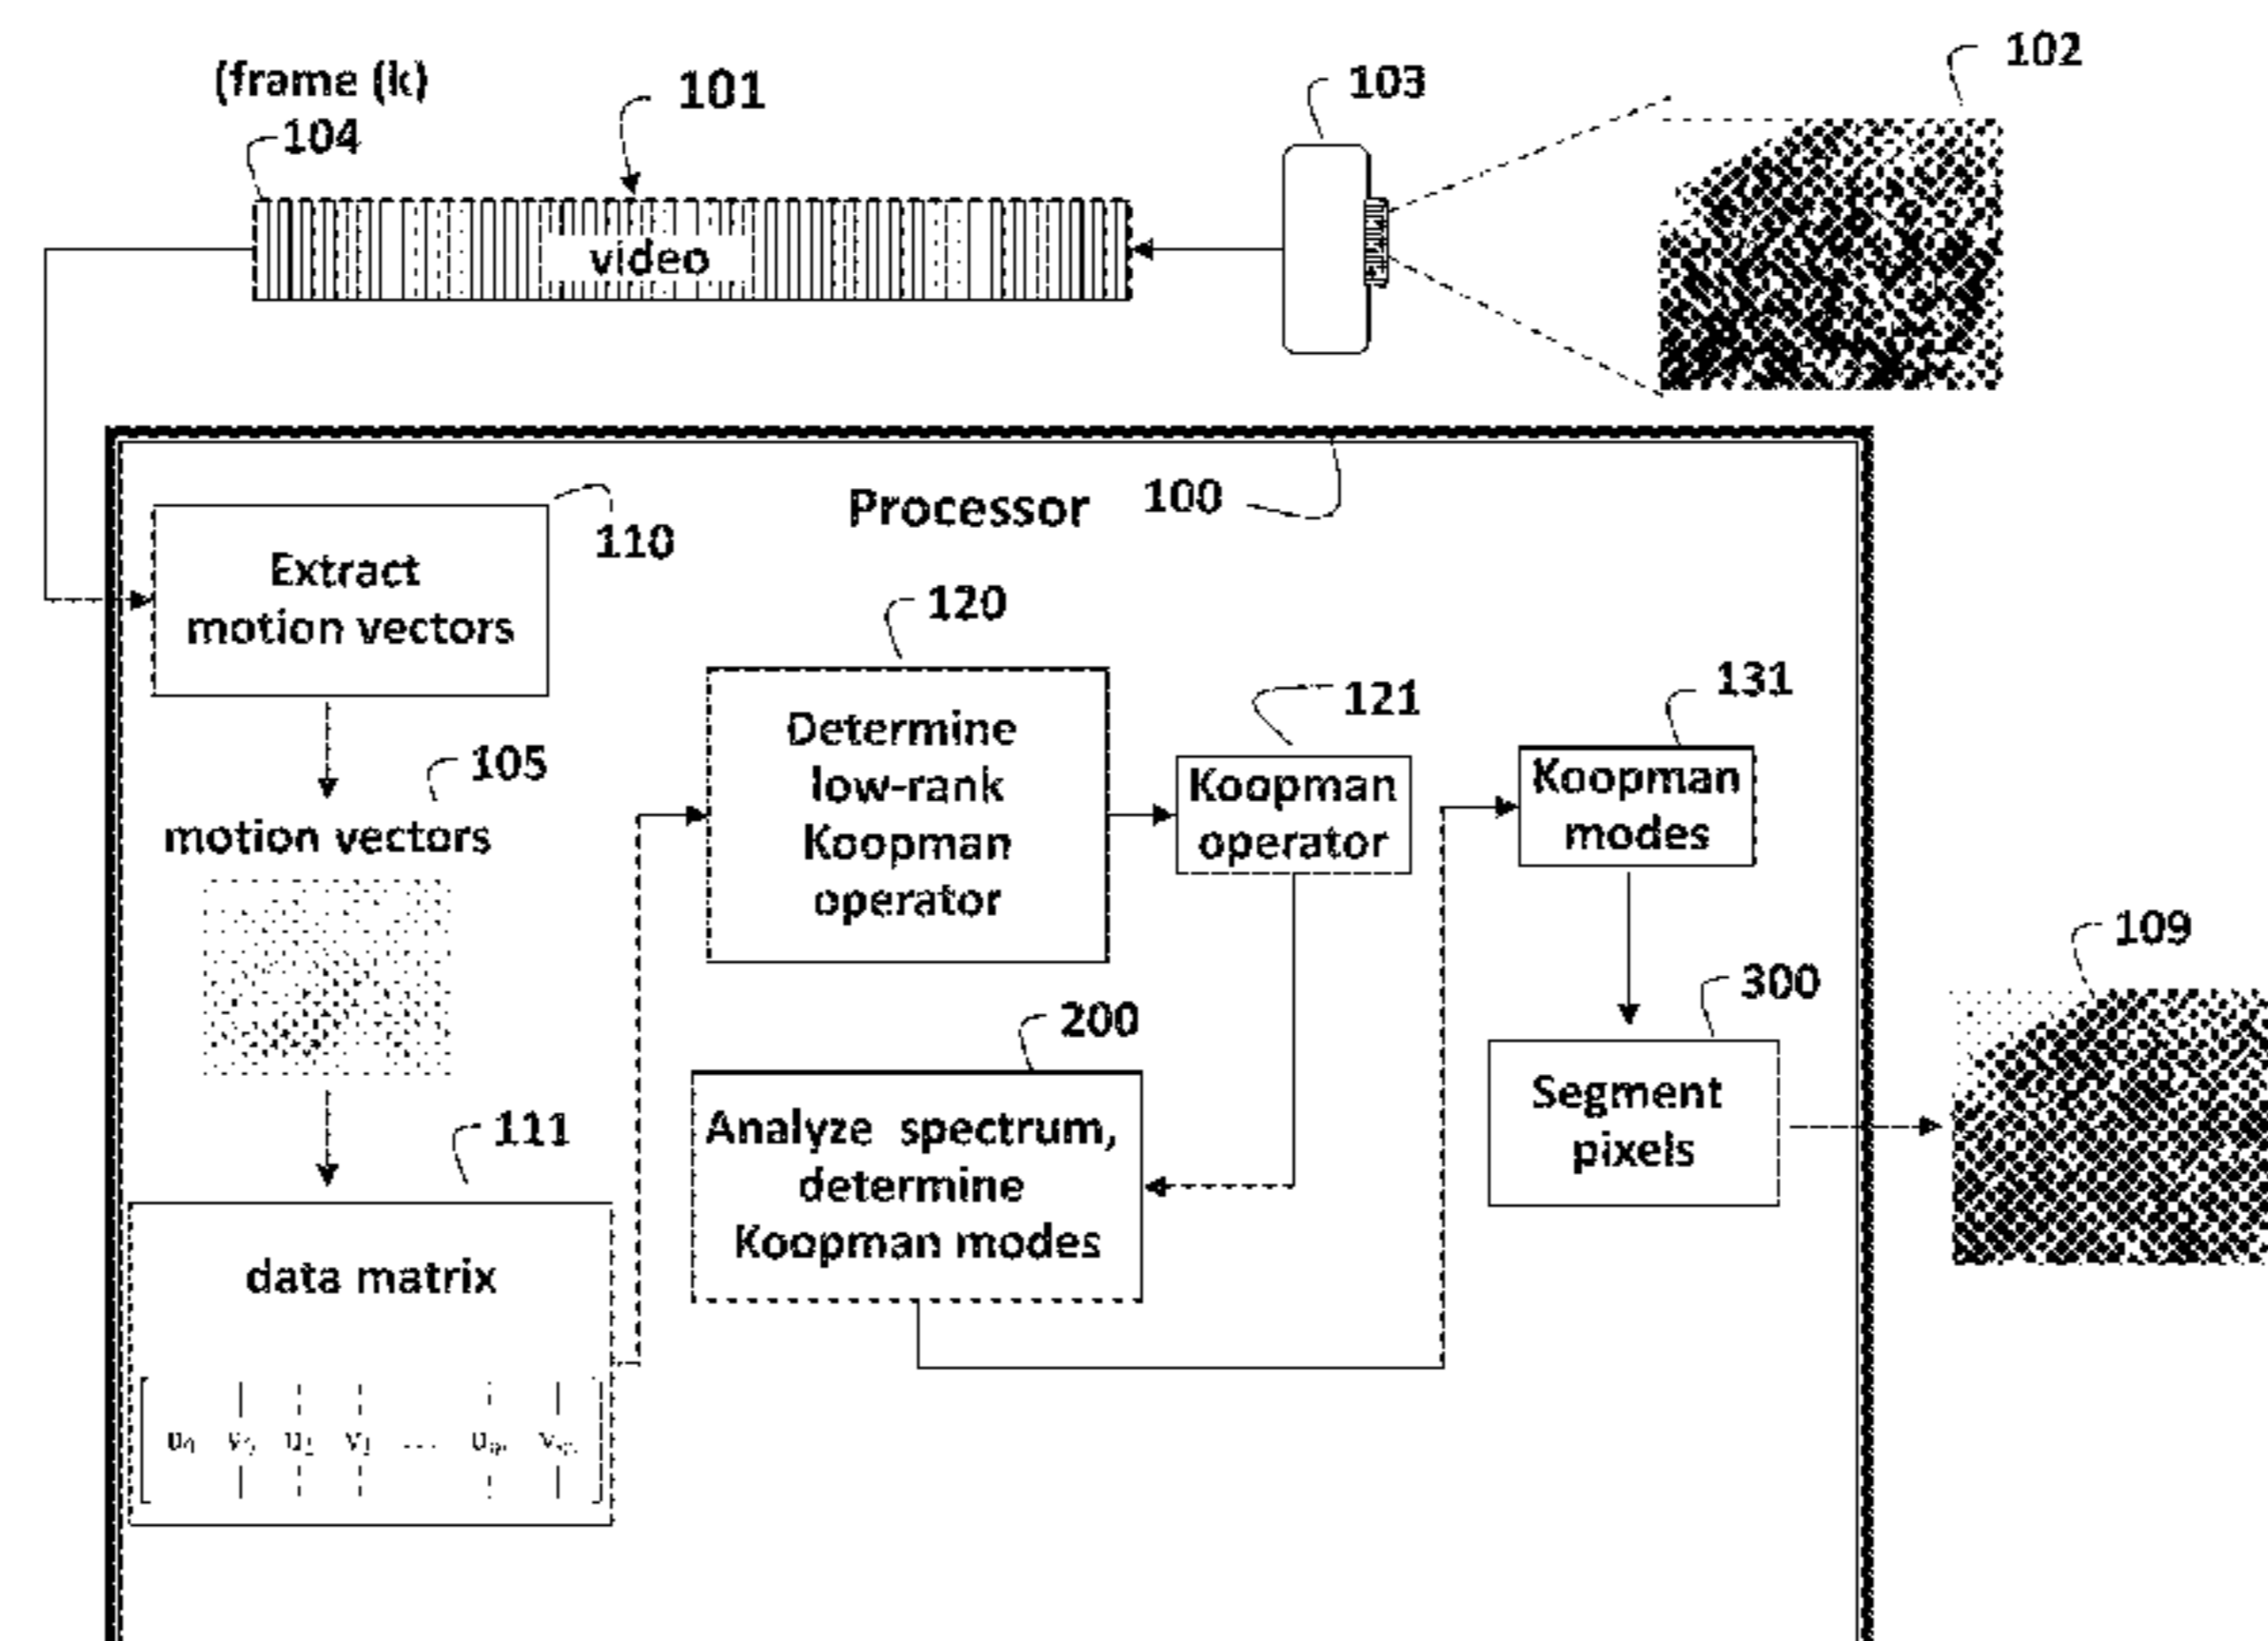 (frame (k)
104
101
103
102
video
Processor
100
110
Extract
motion vectors
120
Determine
low-rank
Koopman
operator
121
Koopman
operator
131
Koopman
modes
105
motion vectors
109
300
Segment
pixels
200
Analyze spectrum,
determine
Koopman modes
111
data matrix